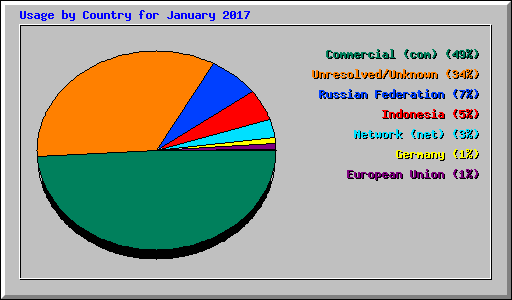 Usage by Country for January 2017
Commercial (com) (49%)
Unresolved/Unknown (34%)
Russian Federation (7%)
Indonesia (5%)
Network (net) (3%)
Germany (1%)
European Union (1%)